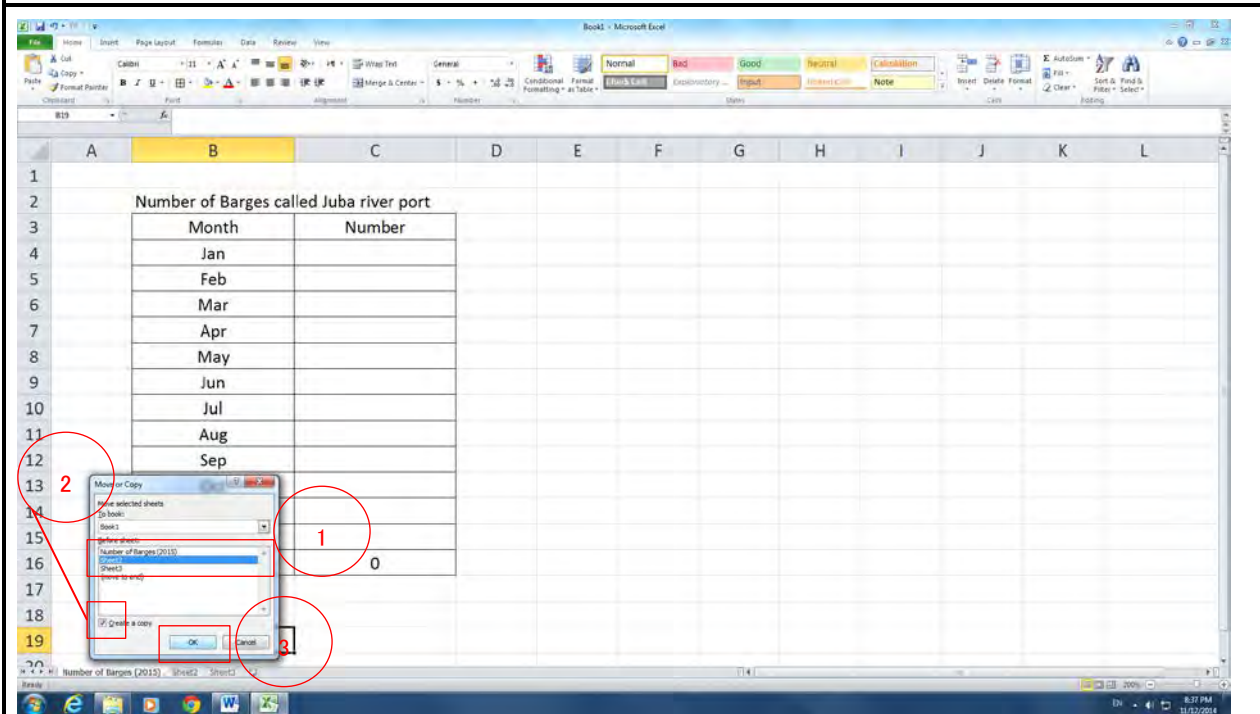 Book1 - Microsoft Excel
File Home Insert Page Layout Formulas Data Review View
Cut
Copy
Format Painter
Paste
Calibri 11 A A
B I U
Wrap Text
Merge & Center
General
$ % ,
Conditional Formatting
Format as Table
Normal Bad Good Neutral Calculation
Check Cell Explanatory ... Input Note
Insert Delete Format
Σ AutoSum
Fill
Clear
Sort & Filter
Find & Select
Clipboard Font Alignment Number Styles Cells Editing
B19 fx
A B C D E F G H I J K L
1
2 Number of Barges called Juba river port
3 Month Number
4 Jan
5 Feb
6 Mar
7 Apr
8 May
9 Jun
10 Jul
11 Aug
12 Sep
13
14
15
16 0
17
18
19
20
2
1
3
Move or Copy
Move selected sheets
To book:
Book1
Before sheet:
Number of Barges (2015)
Sheet2
Sheet3
(move to end)
Create a copy
OK Cancel
Number of Barges (2015) Sheet2 Sheet3
Ready
200%
EN
8:37 PM
11/12/2014